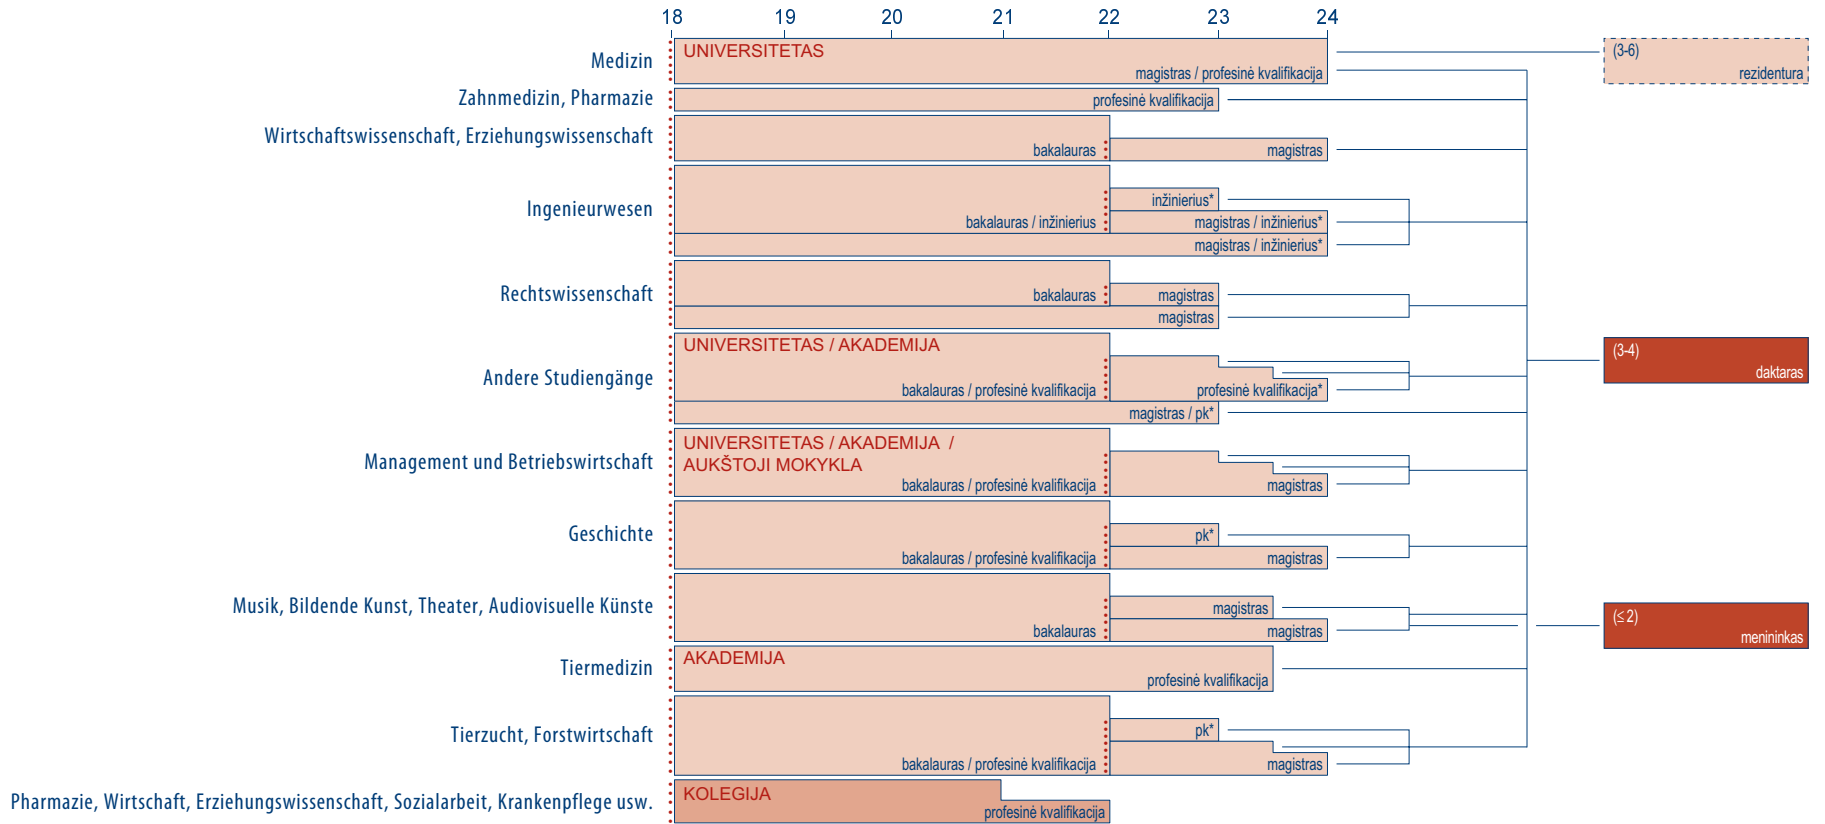 18 19 20 21 22 23 24
Medizin
UNIVERSITETAS
magistras / profesinė kvalifikacija
(3-6)
rezidentura
Zahnmedizin, Pharmazie
profesinė kvalifikacija
Wirtschaftswissenschaft, Erziehungswissenschaft
bakalauras
magistras
Ingenieurwesen
inžinierius*
bakalauras / inžinierius
magistras / inžinierius*
magistras / inžinierius*
Rechtswissenschaft
bakalauras
magistras
magistras
Andere Studiengänge
UNIVERSITETAS / AKADEMIJA
bakalauras / profesinė kvalifikacija
profesinė kvalifikacija*
magistras / pk*
(3-4)
daktaras
Management und Betriebswirtschaft
UNIVERSITETAS / AKADEMIJA /
AUKŠTOJI MOKYKLA
bakalauras / profesinė kvalifikacija
magistras
Geschichte
pk*
bakalauras / profesinė kvalifikacija
magistras
Musik, Bildende Kunst, Theater, Audiovisuelle Künste
magistras
bakalauras
magistras
(≤ 2)
menininkas
Tiermedizin
AKADEMIJA
profesinė kvalifikacija
Tierzucht, Forstwirtschaft
pk*
bakalauras / profesinė kvalifikacija
magistras
Pharmazie, Wirtschaft, Erziehungswissenschaft, Sozialarbeit, Krankenpflege usw.
KOLEGIJA
profesinė kvalifikacija